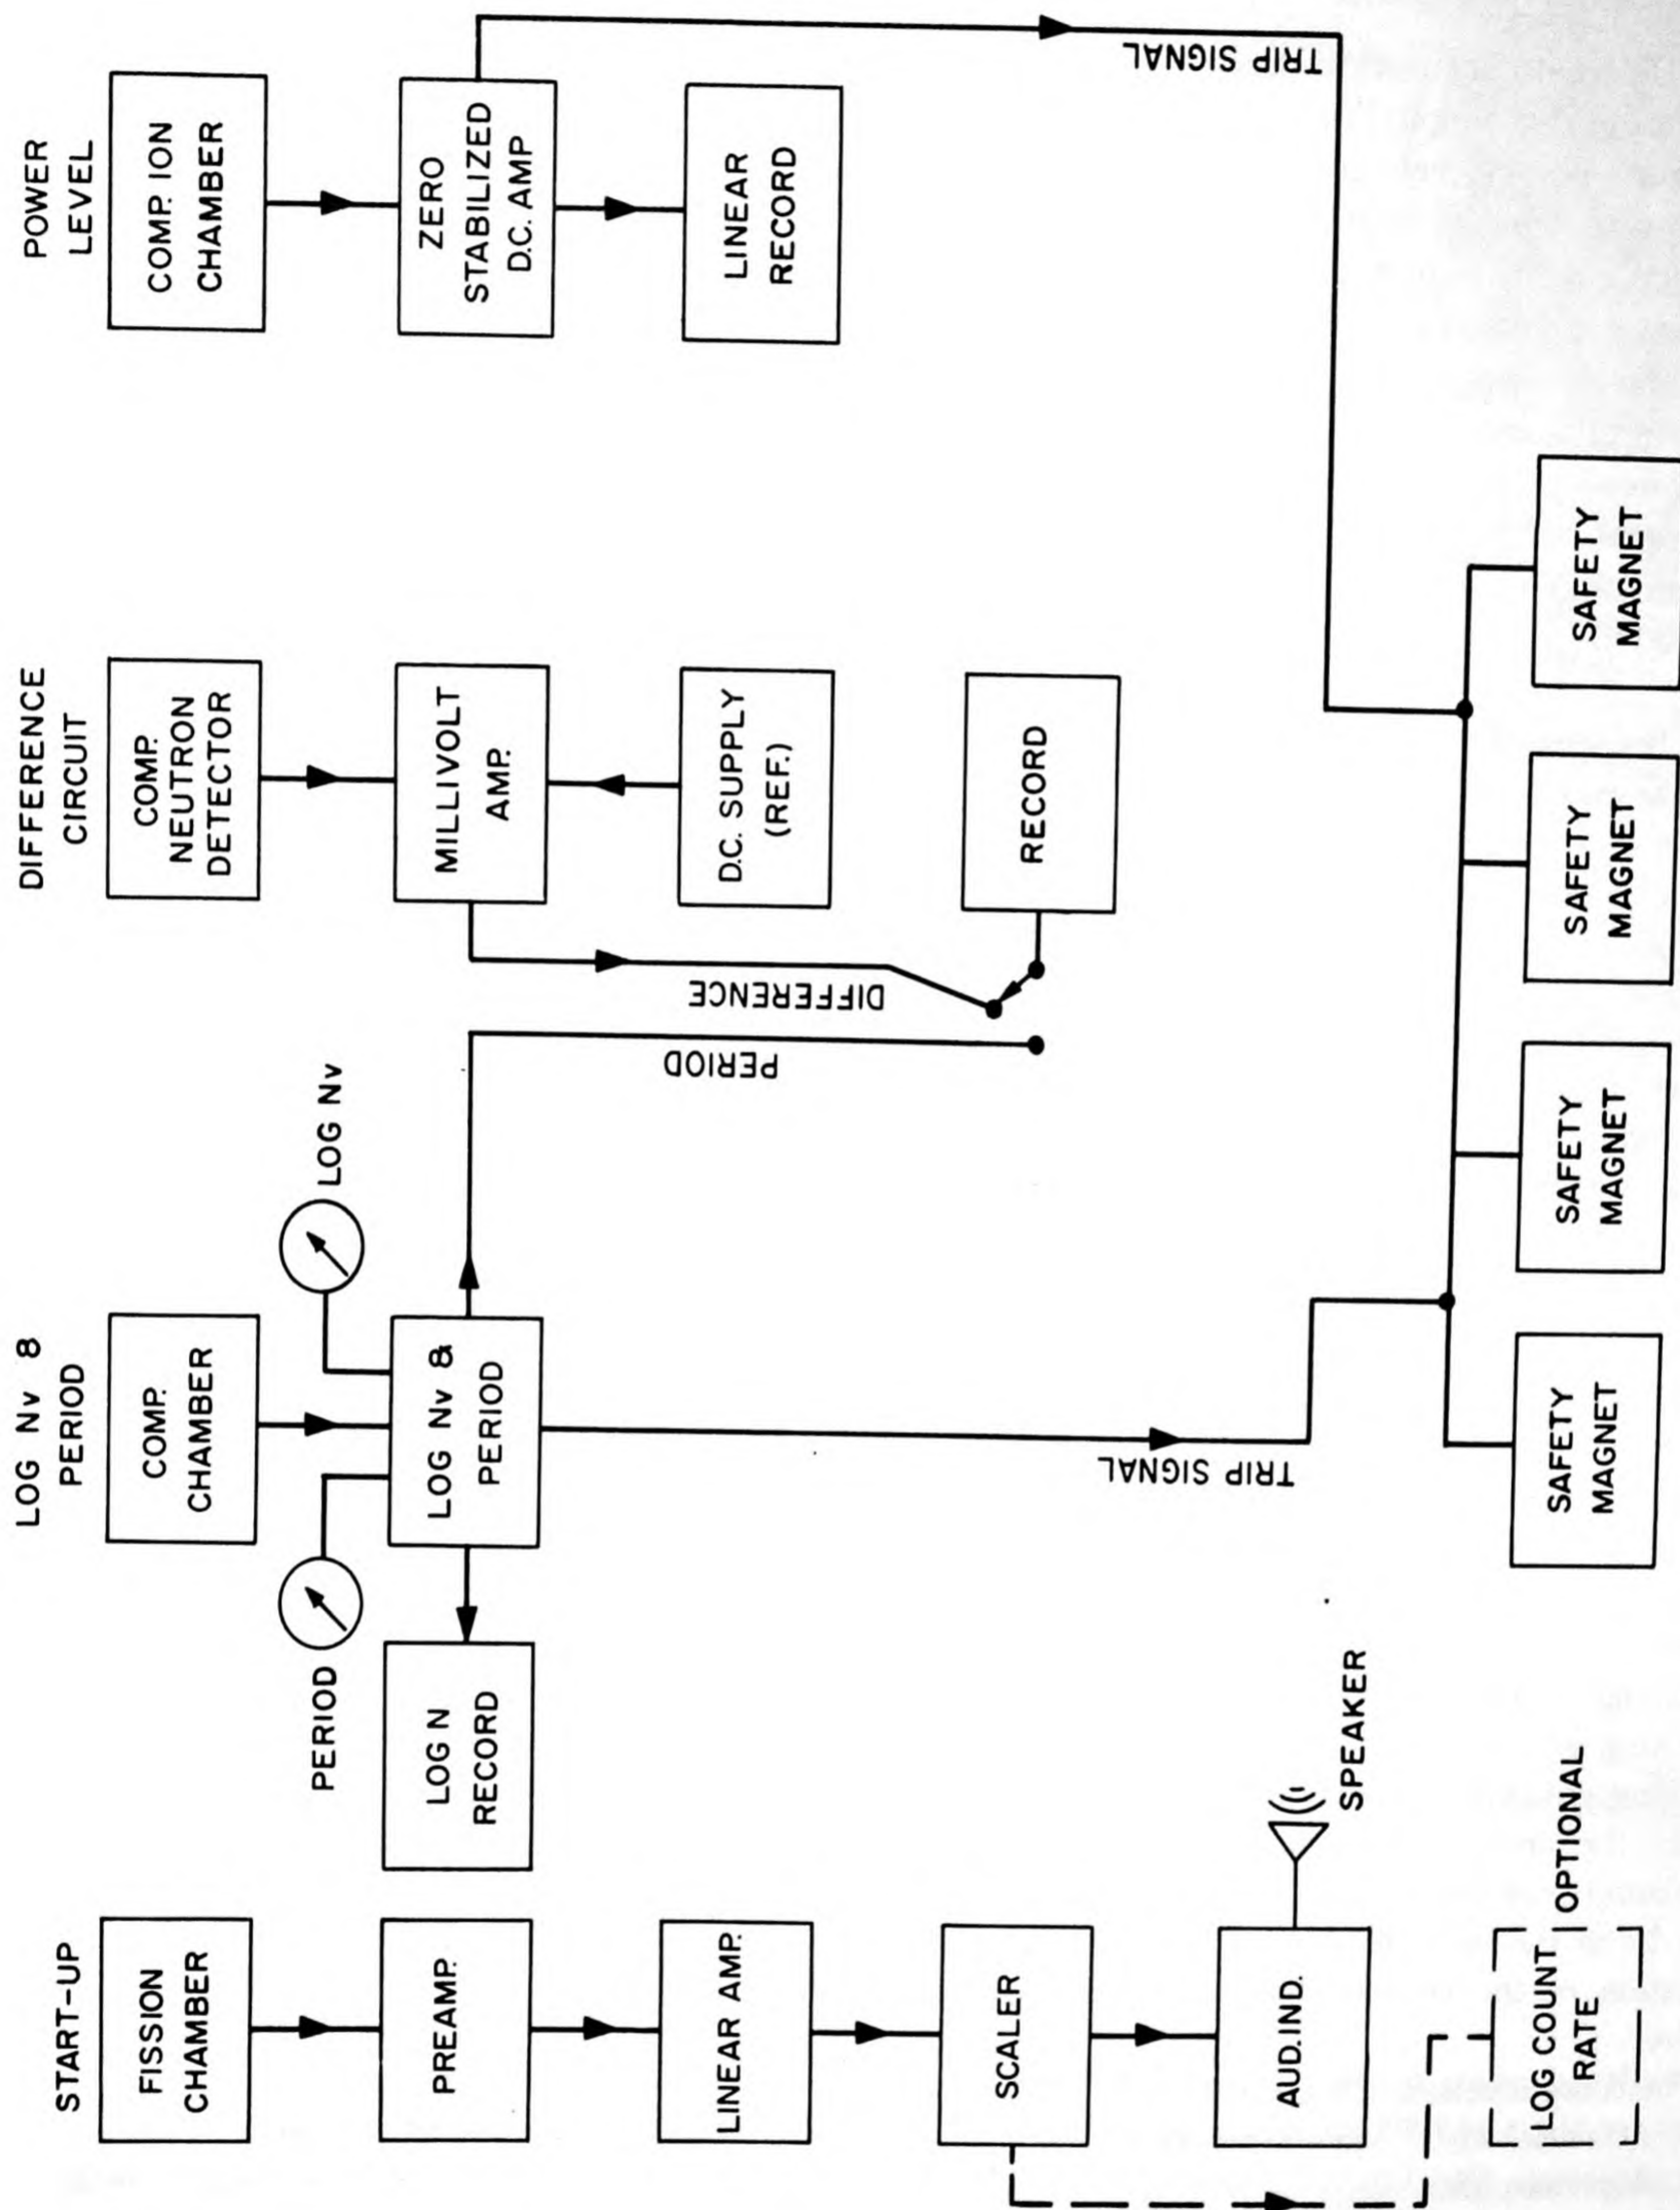 START-UP
FISSION
CHAMBER
PREAMP.
LINEAR AMP.
SCALER
AUD. IND.
SPEAKER
LOG COUNT
RATE
OPTIONAL
LOG Nv 8
PERIOD
COMP.
CHAMBER
PERIOD
LOG Nv
LOG Nv &
PERIOD
LOG N
RECORD
PERIOD
TRIP SIGNAL
DIFFERENCE
CIRCUIT
COMP.
NEUTRON
DETECTOR
MILLIVOLT
AMP.
D.C. SUPPLY
(REF.)
DIFFERENCE
RECORD
POWER
LEVEL
COMP. ION
CHAMBER
ZERO
STABILIZED
D.C. AMP
LINEAR
RECORD
TRIP SIGNAL
SAFETY
MAGNET
SAFETY
MAGNET
SAFETY
MAGNET
SAFETY
MAGNET